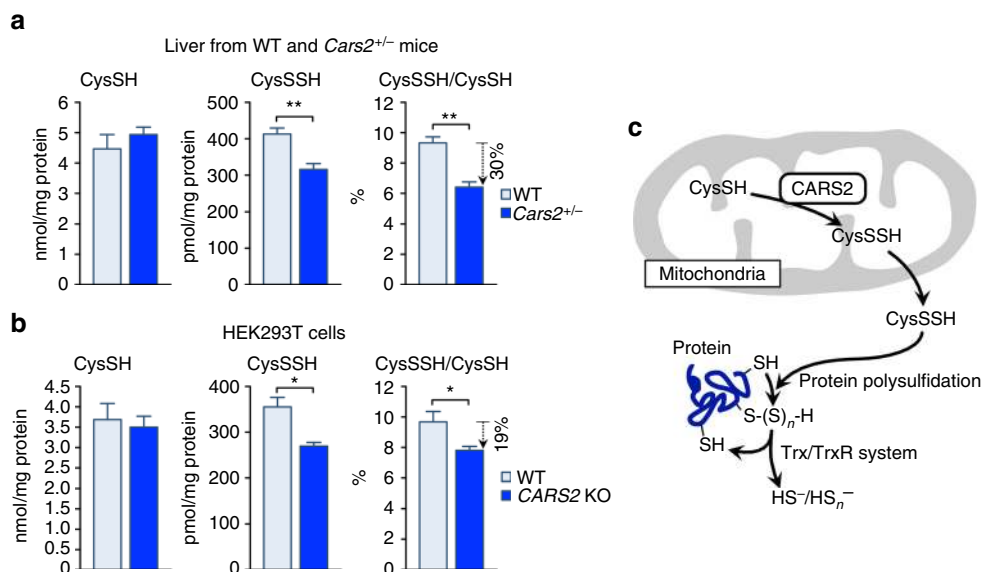 a
Liver from WT and Cars2+/– mice
CysSH
CysSSH
CysSSH/CysSH
nmol/mg protein
6
5
4
3
2
1
0
pmol/mg protein
500
400
300
200
100
0
**
%
12
10
8
6
4
2
0
**
30%
WT
Cars2+/–
b
HEK293T cells
CysSH
CysSSH
CysSSH/CysSH
nmol/mg protein
4.5
4.0
3.5
3.0
2.5
2.0
1.5
1.0
0.5
0
pmol/mg protein
400
300
200
100
0
*
%
12
10
8
6
4
2
0
*
19%
WT
CARS2 KO
c
CysSH
CARS2
CysSSH
Mitochondria
CysSSH
Protein
SH
Protein polysulfidation
S-(S)n-H
SH
Trx/TrxR system
HS–/HSn–